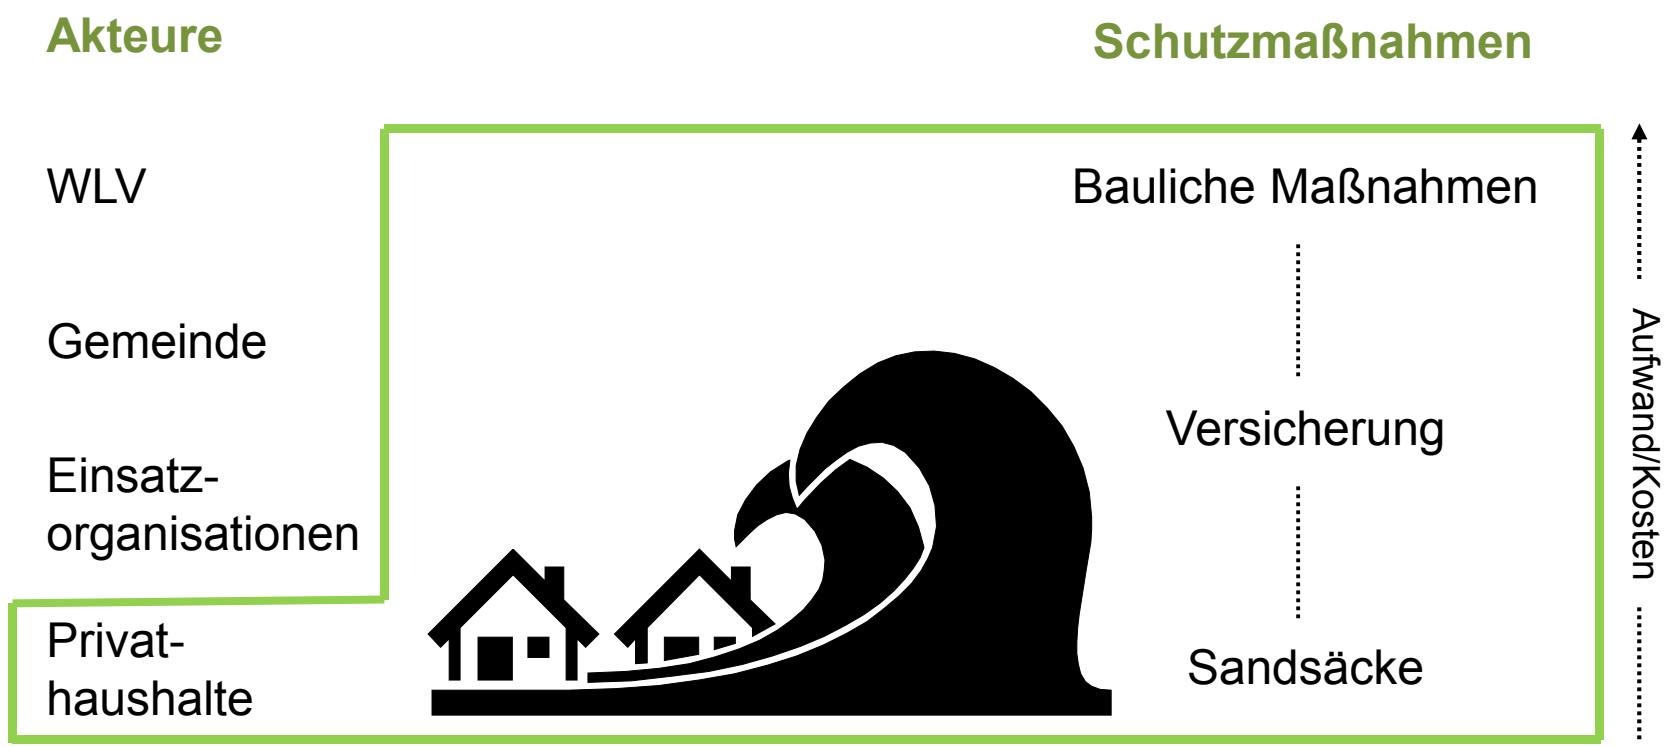 Akteure
Schutzmaßnahmen
WLV
Bauliche Maßnahmen
Gemeinde
Versicherung
Einsatz-
organisationen
Privat-
haushalte
Sandsäcke
Aufwand/Kosten